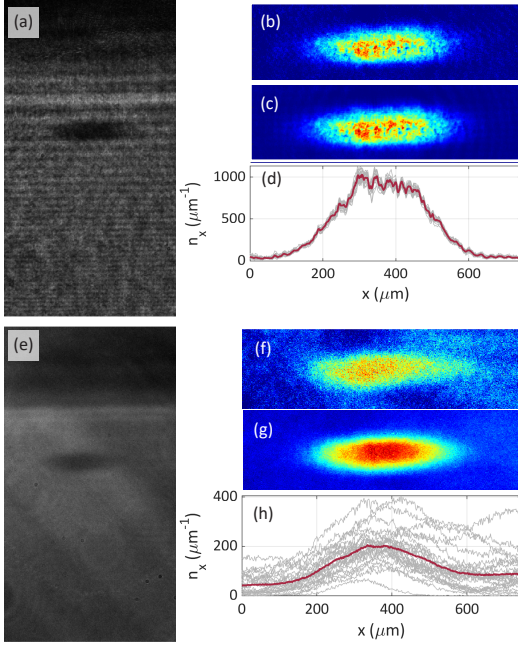 (a)
(b)
(c)
(d)
1000
500
0
n_x (μm^-1)
0 200 400 600
x (μm)
(e)
(f)
(g)
(h)
400
200
0
n_x (μm^-1)
0 200 400 600
x (μm)